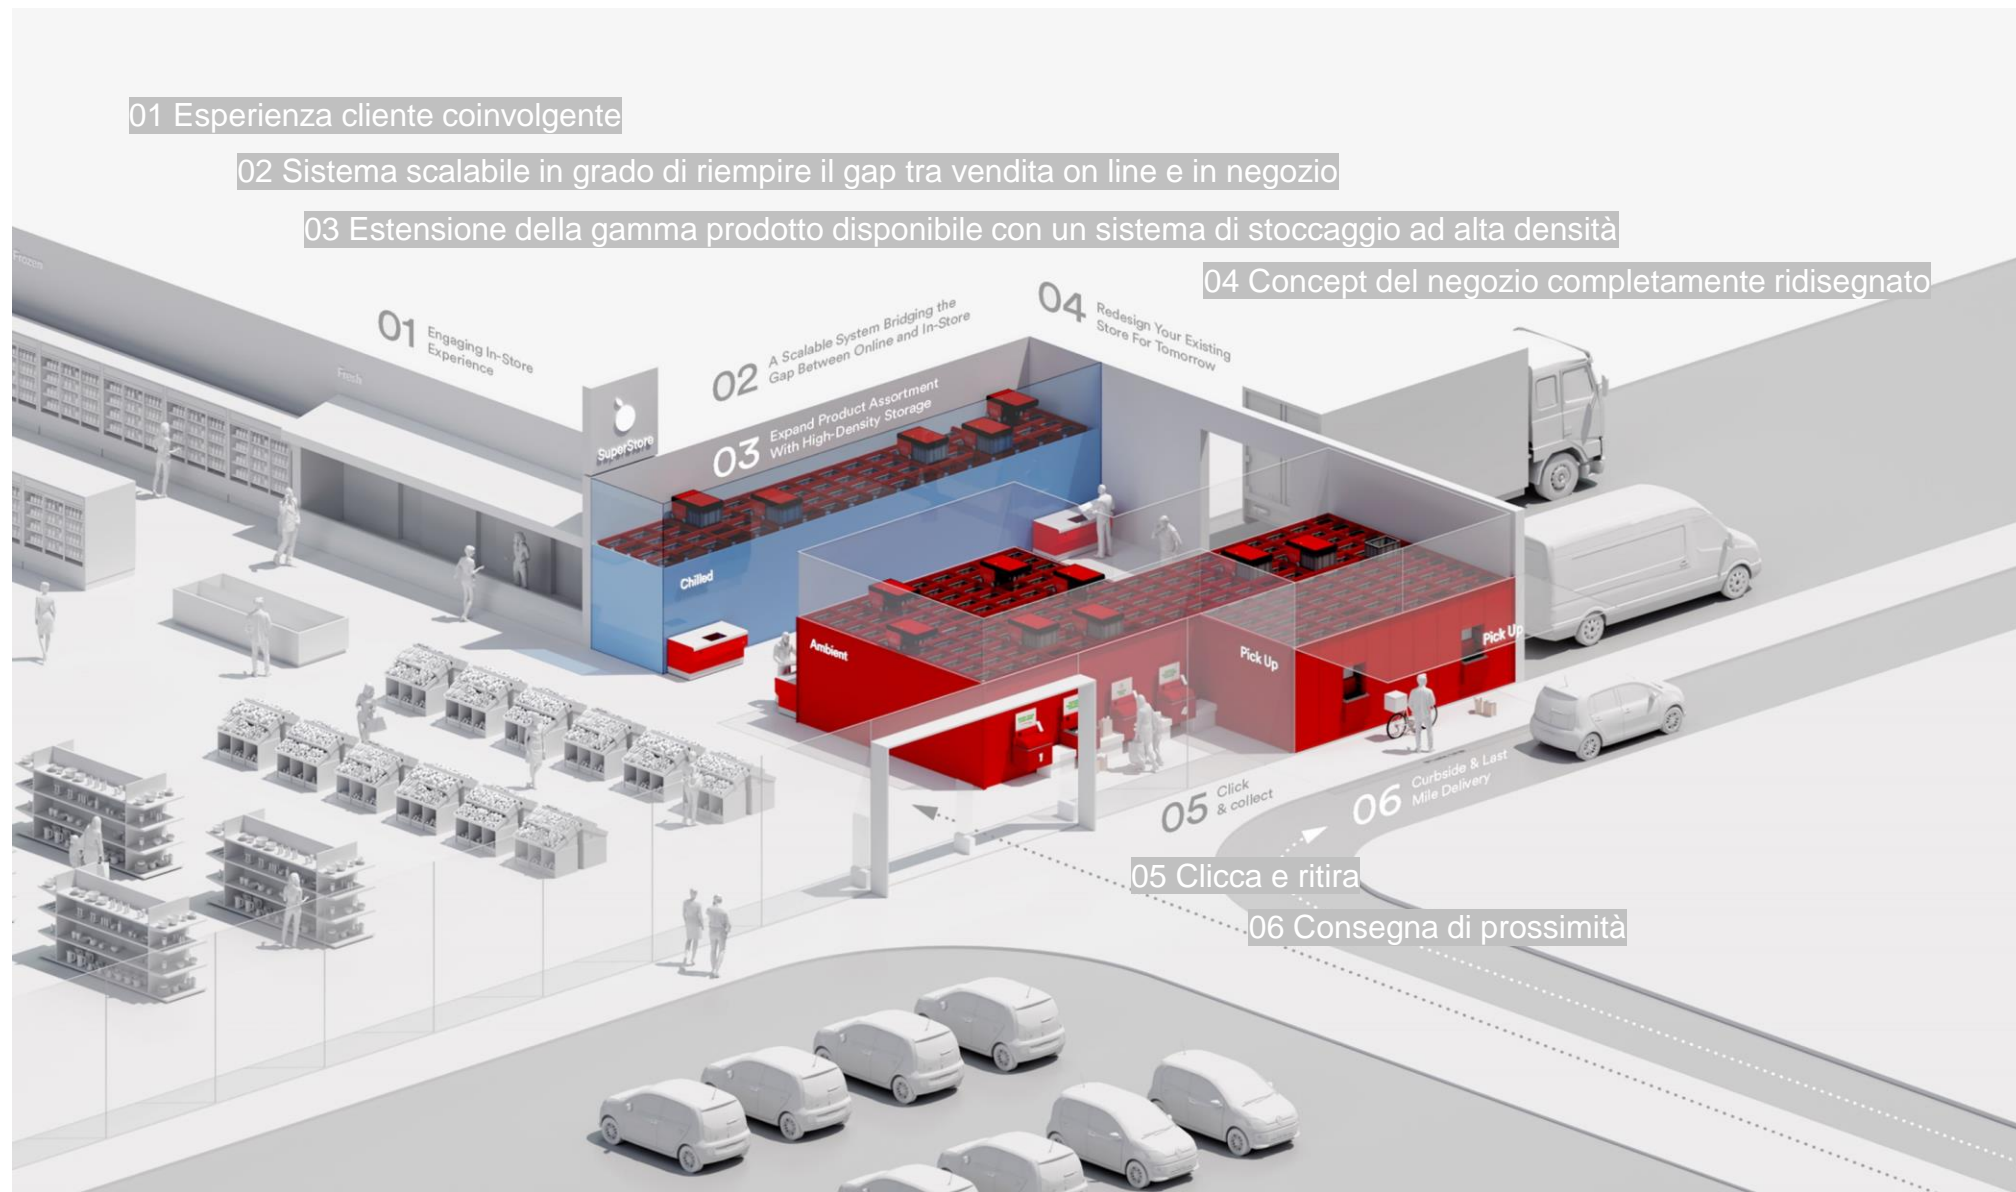 01 Esperienza cliente coinvolgente
02 Sistema scalabile in grado di riempire il gap tra vendita on line e in negozio
03 Estensione della gamma prodotto disponibile con un sistema di stoccaggio ad alta densità
04 Concept del negozio completamente ridisegnato
Frozen
01 Engaging In-Store
Experience
Fresh
02 A Scalable System Bridging the
Gap Between Online and In-Store
04 Redesign Your Existing
Store For Tomorrow
SuperStore
03 Expand Product Assortment
With High-Density Storage
Chilled
Ambient
Pick Up
Pick Up
05 Click
& collect
06 Curbside & Last
Mile Delivery
05 Clicca e ritira
06 Consegna di prossimità